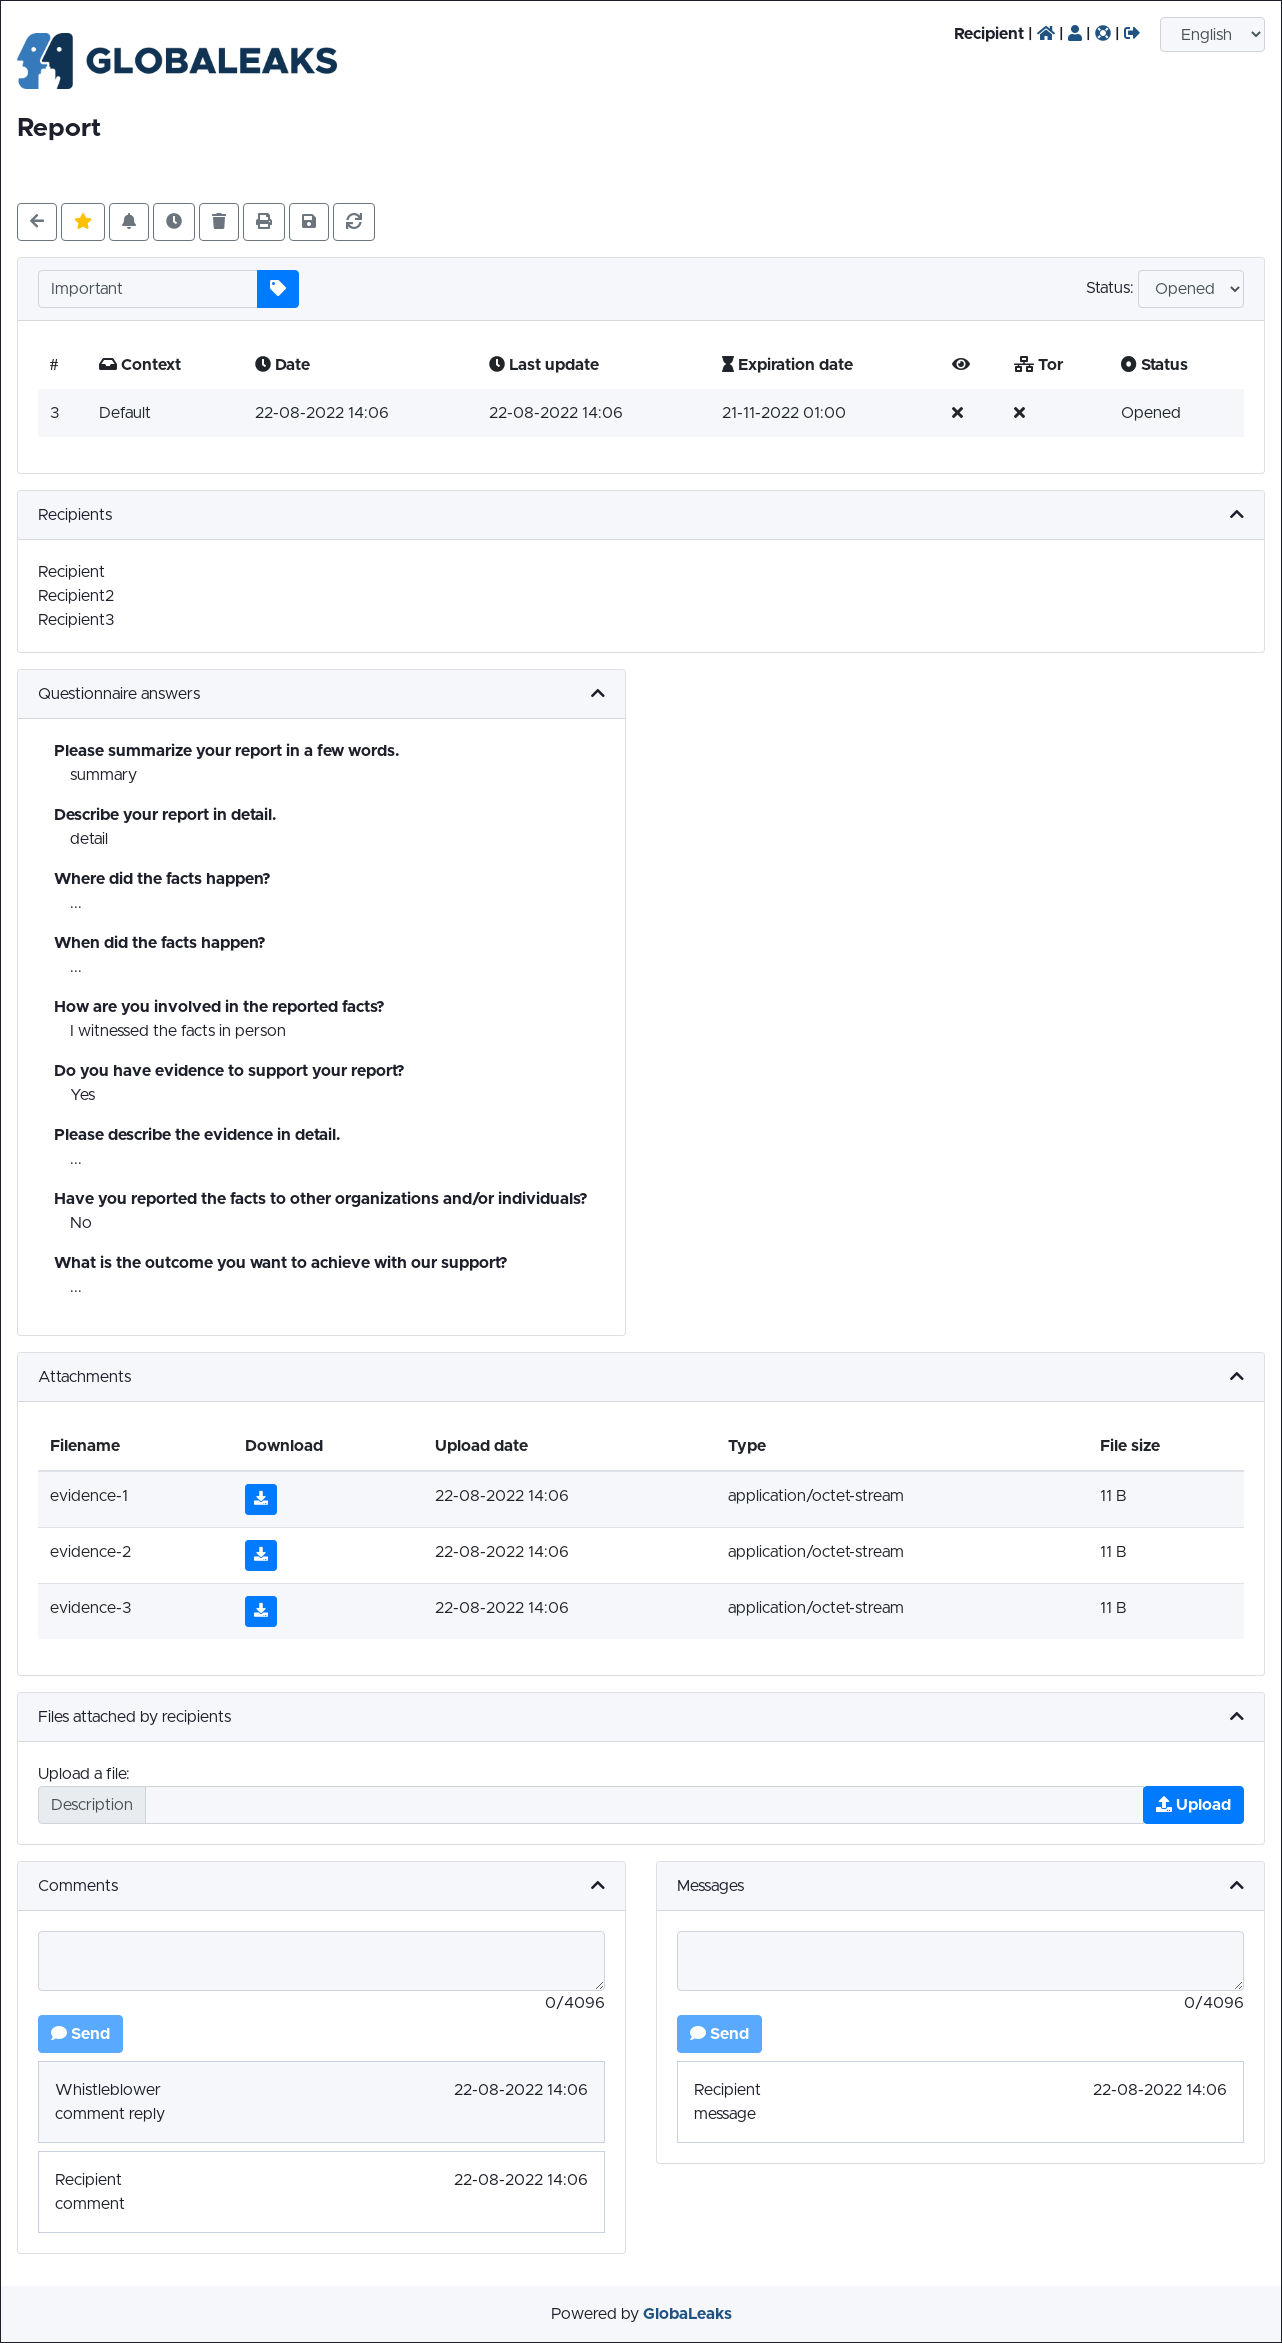 GLOBALEAKS
Recipient | | | | English
Report
Important
Status: Opened
# Context Date Last update Expiration date Tor Status
3 Default 22-08-2022 14:06 22-08-2022 14:06 21-11-2022 01:00 Opened
Recipients
Recipient
Recipient2
Recipient3
Questionnaire answers
Please summarize your report in a few words.
summary
Describe your report in detail.
detail
Where did the facts happen?
...
When did the facts happen?
...
How are you involved in the reported facts?
I witnessed the facts in person
Do you have evidence to support your report?
Yes
Please describe the evidence in detail.
...
Have you reported the facts to other organizations and/or individuals?
No
What is the outcome you want to achieve with our support?
...
Attachments
Filename Download Upload date Type File size
evidence-1 22-08-2022 14:06 application/octet-stream 11 B
evidence-2 22-08-2022 14:06 application/octet-stream 11 B
evidence-3 22-08-2022 14:06 application/octet-stream 11 B
Files attached by recipients
Upload a file:
Description Upload
Comments
0/4096
Send
Whistleblower 22-08-2022 14:06
comment reply
Recipient 22-08-2022 14:06
comment
Messages
0/4096
Send
Recipient 22-08-2022 14:06
message
Powered by GlobaLeaks